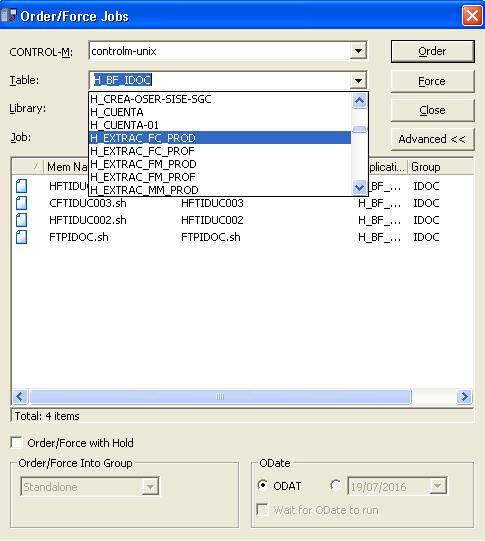 Order/Force Jobs
CONTROL-M: controlm-unix Order
Table: H_BF_IDOC Force
Library: H_CREA-OSER-SISE-SGC Close
H_CUENTA
H_CUENTA-01
Job: H_EXTRAC_FC_PROD Advanced <<
H_EXTRAC_FC_PROF
H_EXTRAC_FM_PROD
H_EXTRAC_FM_PROF
H_EXTRAC_MM_PROD
Mem Na plicati... Group
HFTIDUC H_BF_... IDOC
CFTIDUC003.sh HFTIDUC003 H_BF_... IDOC
HFTIDUC002.sh HFTIDUC002 H_BF_... IDOC
FTPIDOC.sh FTPIDOC.sh H_BF_... IDOC
Total: 4 items
Order/Force with Hold
Order/Force Into Group ODate
Standalone ODAT 19/07/2016
Wait for ODate to run